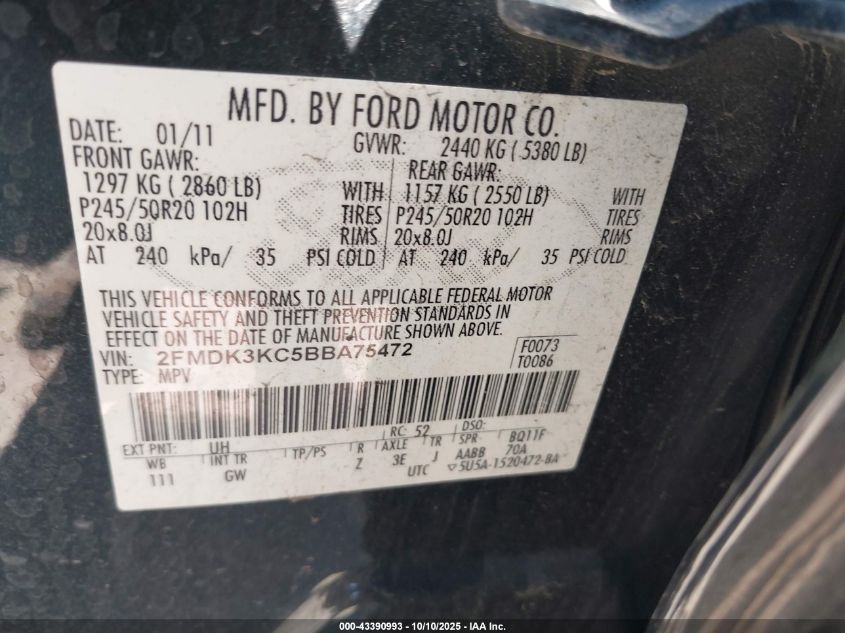 MFD. BY FORD MOTOR CO.
DATE: 01/11 GVWR: 2440 KG ( 5380 LB)
FRONT GAWR: REAR GAWR:
1297 KG ( 2860 LB) WITH 1157 KG ( 2550 LB) WITH
P245/50R20 102H TIRES P245/50R20 102H TIRES
20x8.0J RIMS 20x8.0J RIMS
AT 240 kPa/ 35 PSI COLD AT 240 kPa/ 35 PSI COLD
THIS VEHICLE CONFORMS TO ALL APPLICABLE FEDERAL MOTOR
VEHICLE SAFETY AND THEFT PREVENTION STANDARDS IN
EFFECT ON THE DATE OF MANUFACTURE SHOWN ABOVE.
VIN: 2FMDK3KC5BBA75472 F0073
TYPE: MPV T0086
EXT PNT: UH RC: 52 DSO:
WB INT TR TP/PS R AXLE TR SPR BQ11F
111 GW Z 3E J AABB 70A
UTC ▽5U5A-1520472-BA
000-43390993 - 10/10/2025 - IAA Inc.